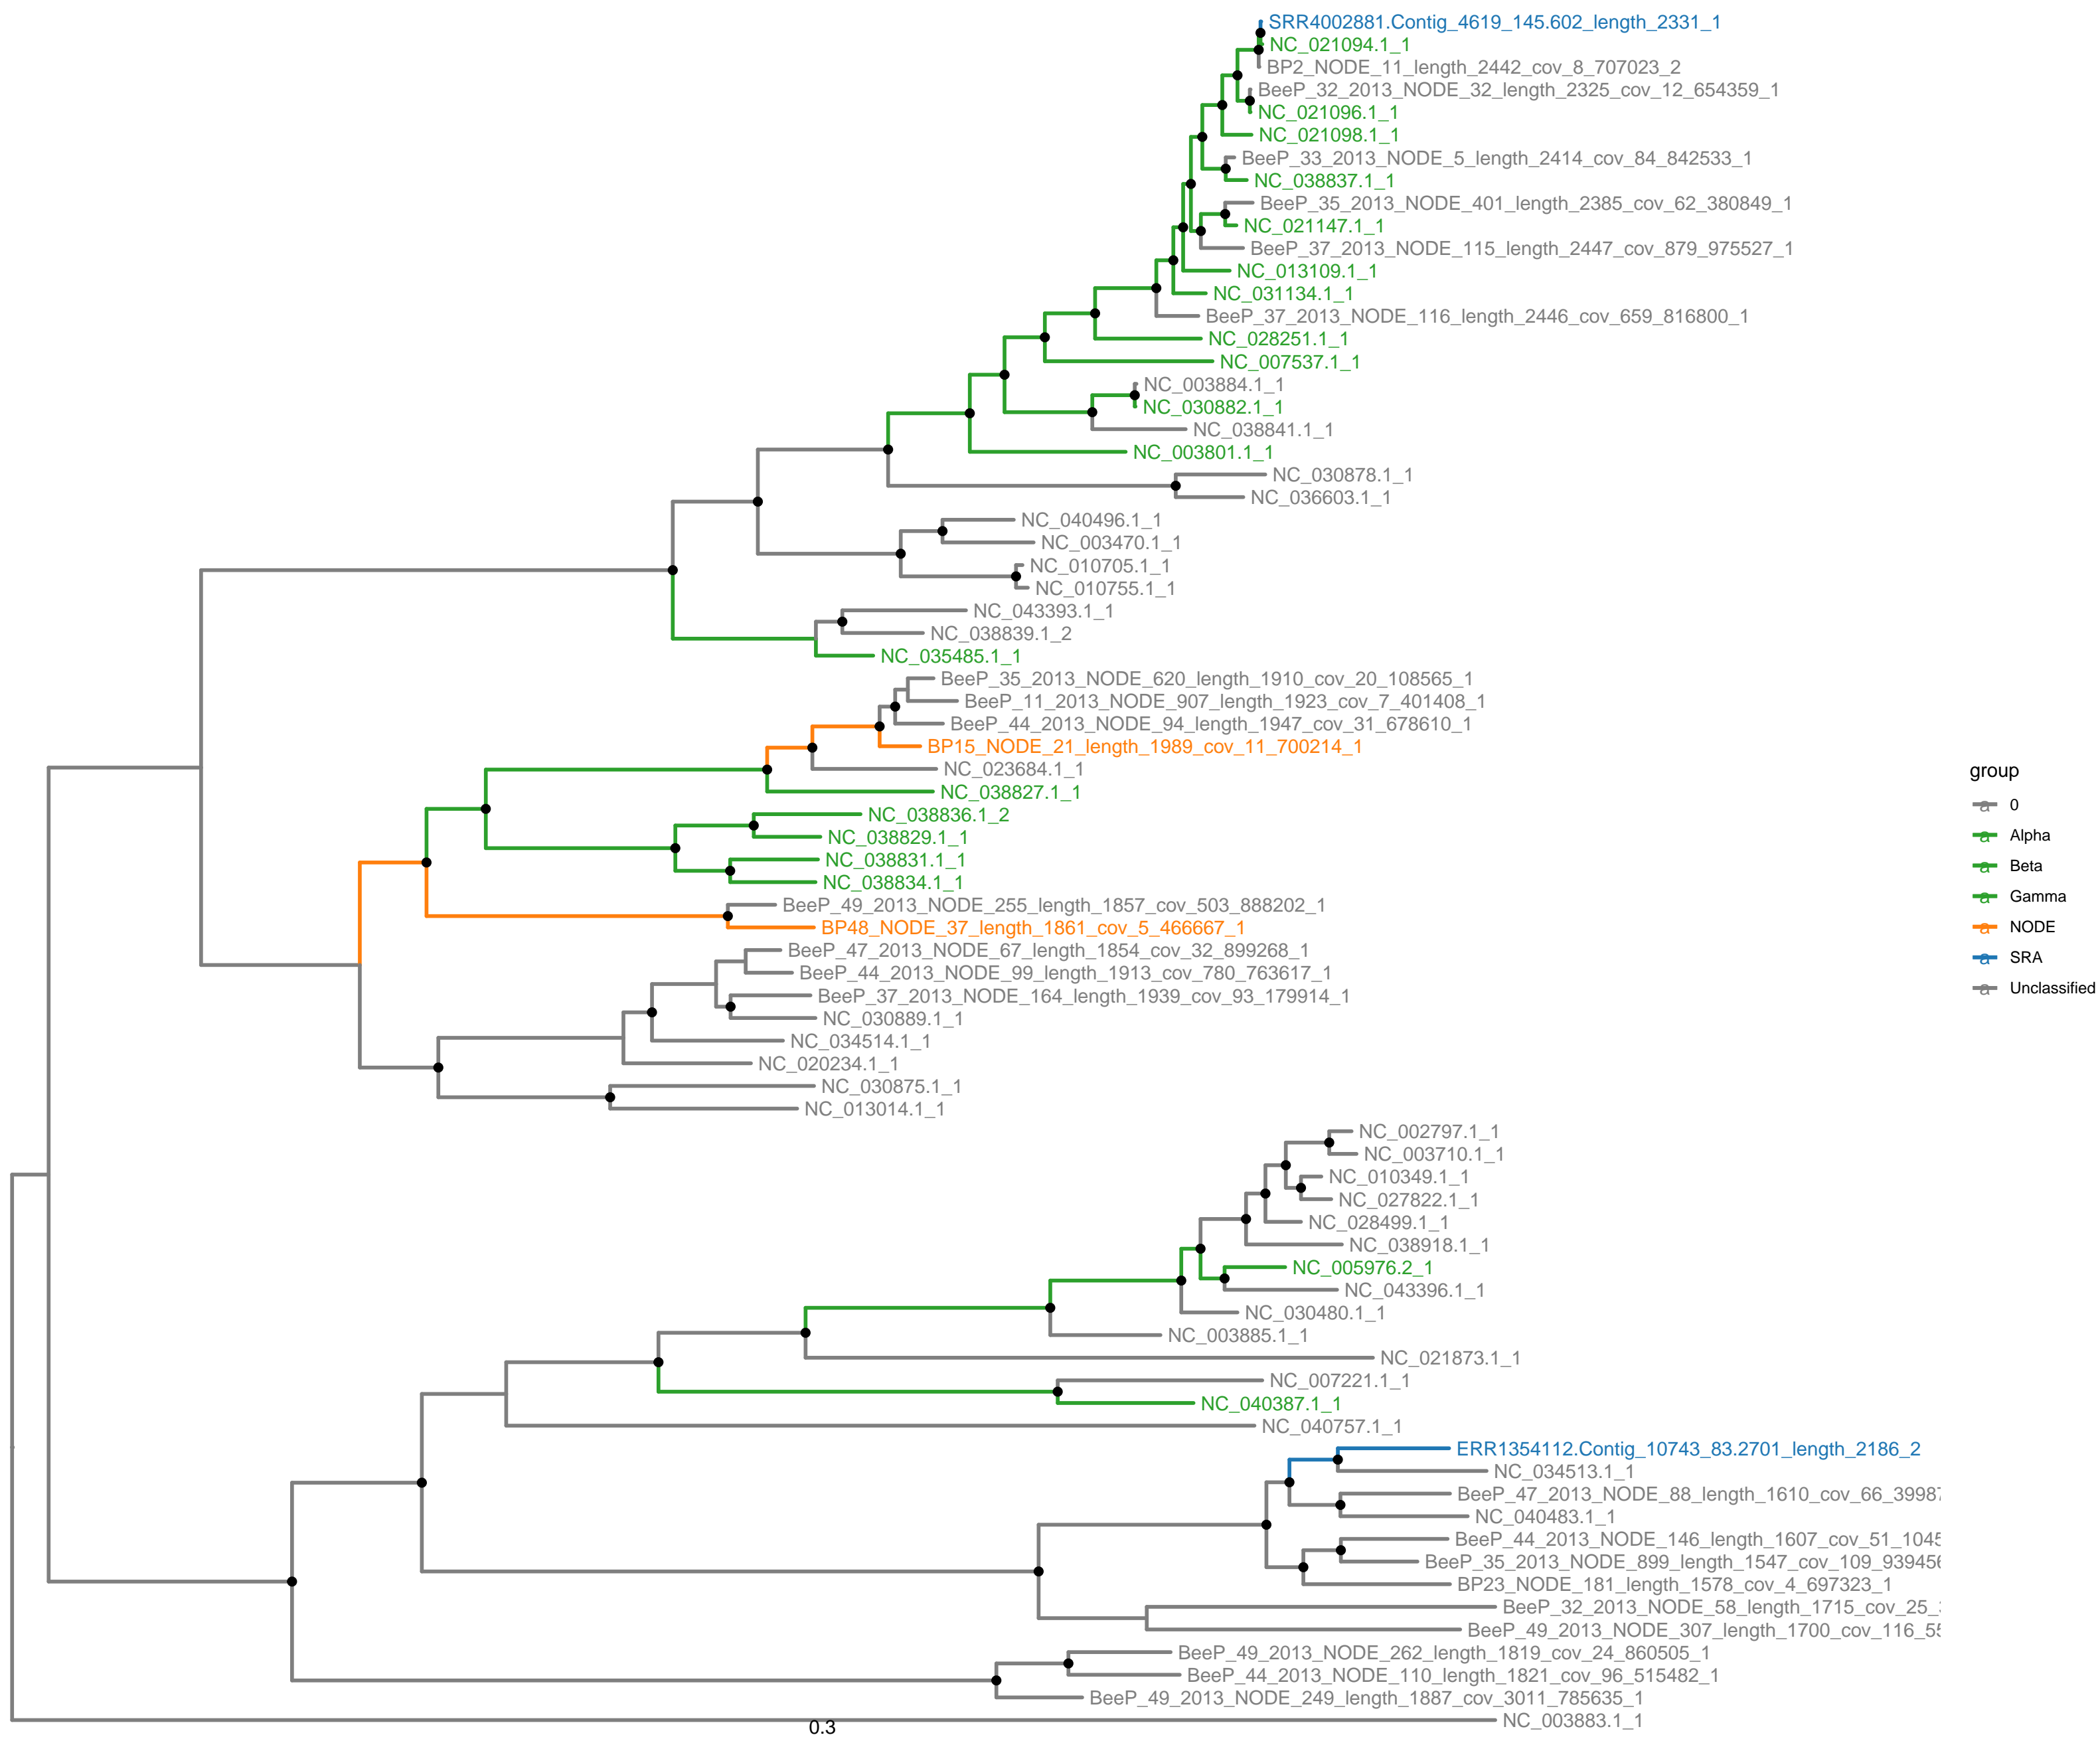 SRR4002881.Contig_4619_145.602_length_2331_1
NC_021094.1_1
BP2_NODE_11_length_2442_cov_8_707023_2
BeeP_32_2013_NODE_32_length_2325_cov_12_654359_1
NC_021096.1_1
NC_021098.1_1
BeeP_33_2013_NODE_5_length_2414_cov_84_842533_1
NC_038837.1_1
BeeP_35_2013_NODE_401_length_2385_cov_62_380849_1
NC_021147.1_1
BeeP_37_2013_NODE_115_length_2447_cov_879_975527_1
NC_013109.1_1
NC_031134.1_1
BeeP_37_2013_NODE_116_length_2446_cov_659_816800_1
NC_028251.1_1
NC_007537.1_1
NC_003884.1_1
NC_030882.1_1
NC_038841.1_1
NC_003801.1_1
NC_030878.1_1
NC_036603.1_1
NC_040496.1_1
NC_003470.1_1
NC_010705.1_1
NC_010755.1_1
NC_043393.1_1
NC_038839.1_2
NC_035485.1_1
BeeP_35_2013_NODE_620_length_1910_cov_20_108565_1
BeeP_11_2013_NODE_907_length_1923_cov_7_401408_1
BeeP_44_2013_NODE_94_length_1947_cov_31_678610_1
BP15_NODE_21_length_1989_cov_11_700214_1
NC_023684.1_1
NC_038827.1_1
NC_038836.1_2
NC_038829.1_1
NC_038831.1_1
NC_038834.1_1
BeeP_49_2013_NODE_255_length_1857_cov_503_888202_1
BP48_NODE_37_length_1861_cov_5_466667_1
BeeP_47_2013_NODE_67_length_1854_cov_32_899268_1
BeeP_44_2013_NODE_99_length_1913_cov_780_763617_1
BeeP_37_2013_NODE_164_length_1939_cov_93_179914_1
NC_030889.1_1
NC_034514.1_1
NC_020234.1_1
NC_030875.1_1
NC_013014.1_1
NC_002797.1_1
NC_003710.1_1
NC_010349.1_1
NC_027822.1_1
NC_028499.1_1
NC_038918.1_1
NC_005976.2_1
NC_043396.1_1
NC_030480.1_1
NC_003885.1_1
NC_021873.1_1
NC_007221.1_1
NC_040387.1_1
NC_040757.1_1
ERR1354112.Contig_10743_83.2701_length_2186_2
NC_034513.1_1
BeeP_47_2013_NODE_88_length_1610_cov_66_39987
NC_040483.1_1
BeeP_44_2013_NODE_146_length_1607_cov_51_1045
BeeP_35_2013_NODE_899_length_1547_cov_109_939456
BP23_NODE_181_length_1578_cov_4_697323_1
BeeP_32_2013_NODE_58_length_1715_cov_25_
BeeP_49_2013_NODE_307_length_1700_cov_116_55
BeeP_49_2013_NODE_262_length_1819_cov_24_860505_1
BeeP_44_2013_NODE_110_length_1821_cov_96_515482_1
BeeP_49_2013_NODE_249_length_1887_cov_3011_785635_1
NC_003883.1_1
0.3
group
a 0
a Alpha
a Beta
a Gamma
a NODE
a SRA
a Unclassified